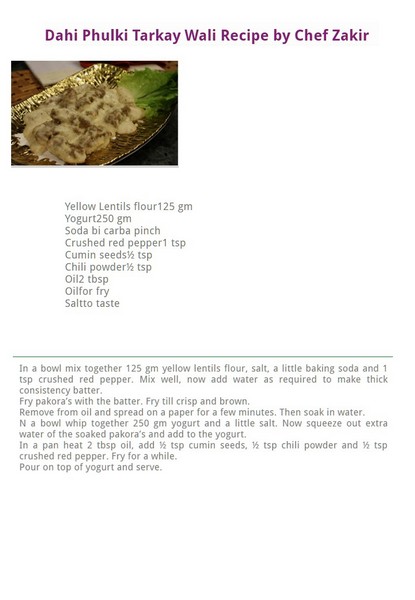 Dahi Phulki Tarkay Wali Recipe by Chef Zakir
Yellow Lentils flour125 gm
Yogurt250 gm
Soda bi carba pinch
Crushed red pepper1 tsp
Cumin seeds½ tsp
Chili powder½ tsp
Oil2 tbsp
Oilfor fry
Saltto taste
In a bowl mix together 125 gm yellow lentils flour, salt, a little baking soda and 1
tsp crushed red pepper. Mix well, now add water as required to make thick
consistency batter.
Fry pakora’s with the batter. Fry till crisp and brown.
Remove from oil and spread on a paper for a few minutes. Then soak in water.
N a bowl whip together 250 gm yogurt and a little salt. Now squeeze out extra
water of the soaked pakora’s and add to the yogurt.
In a pan heat 2 tbsp oil, add ½ tsp cumin seeds, ½ tsp chili powder and ½ tsp
crushed red pepper. Fry for a while.
Pour on top of yogurt and serve.